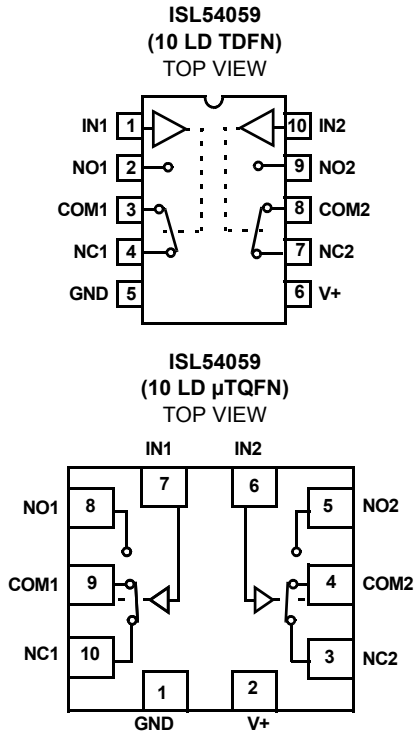 ISL54059
(10 LD TDFN)
TOP VIEW
IN1 1 10 IN2
NO1 2 9 NO2
COM1 3 8 COM2
NC1 4 7 NC2
GND 5 6 V+
ISL54059
(10 LD µTQFN)
TOP VIEW
IN1 IN2
7 6
NO1 8 5 NO2
COM1 9 4 COM2
NC1 10 3 NC2
1 2
GND V+